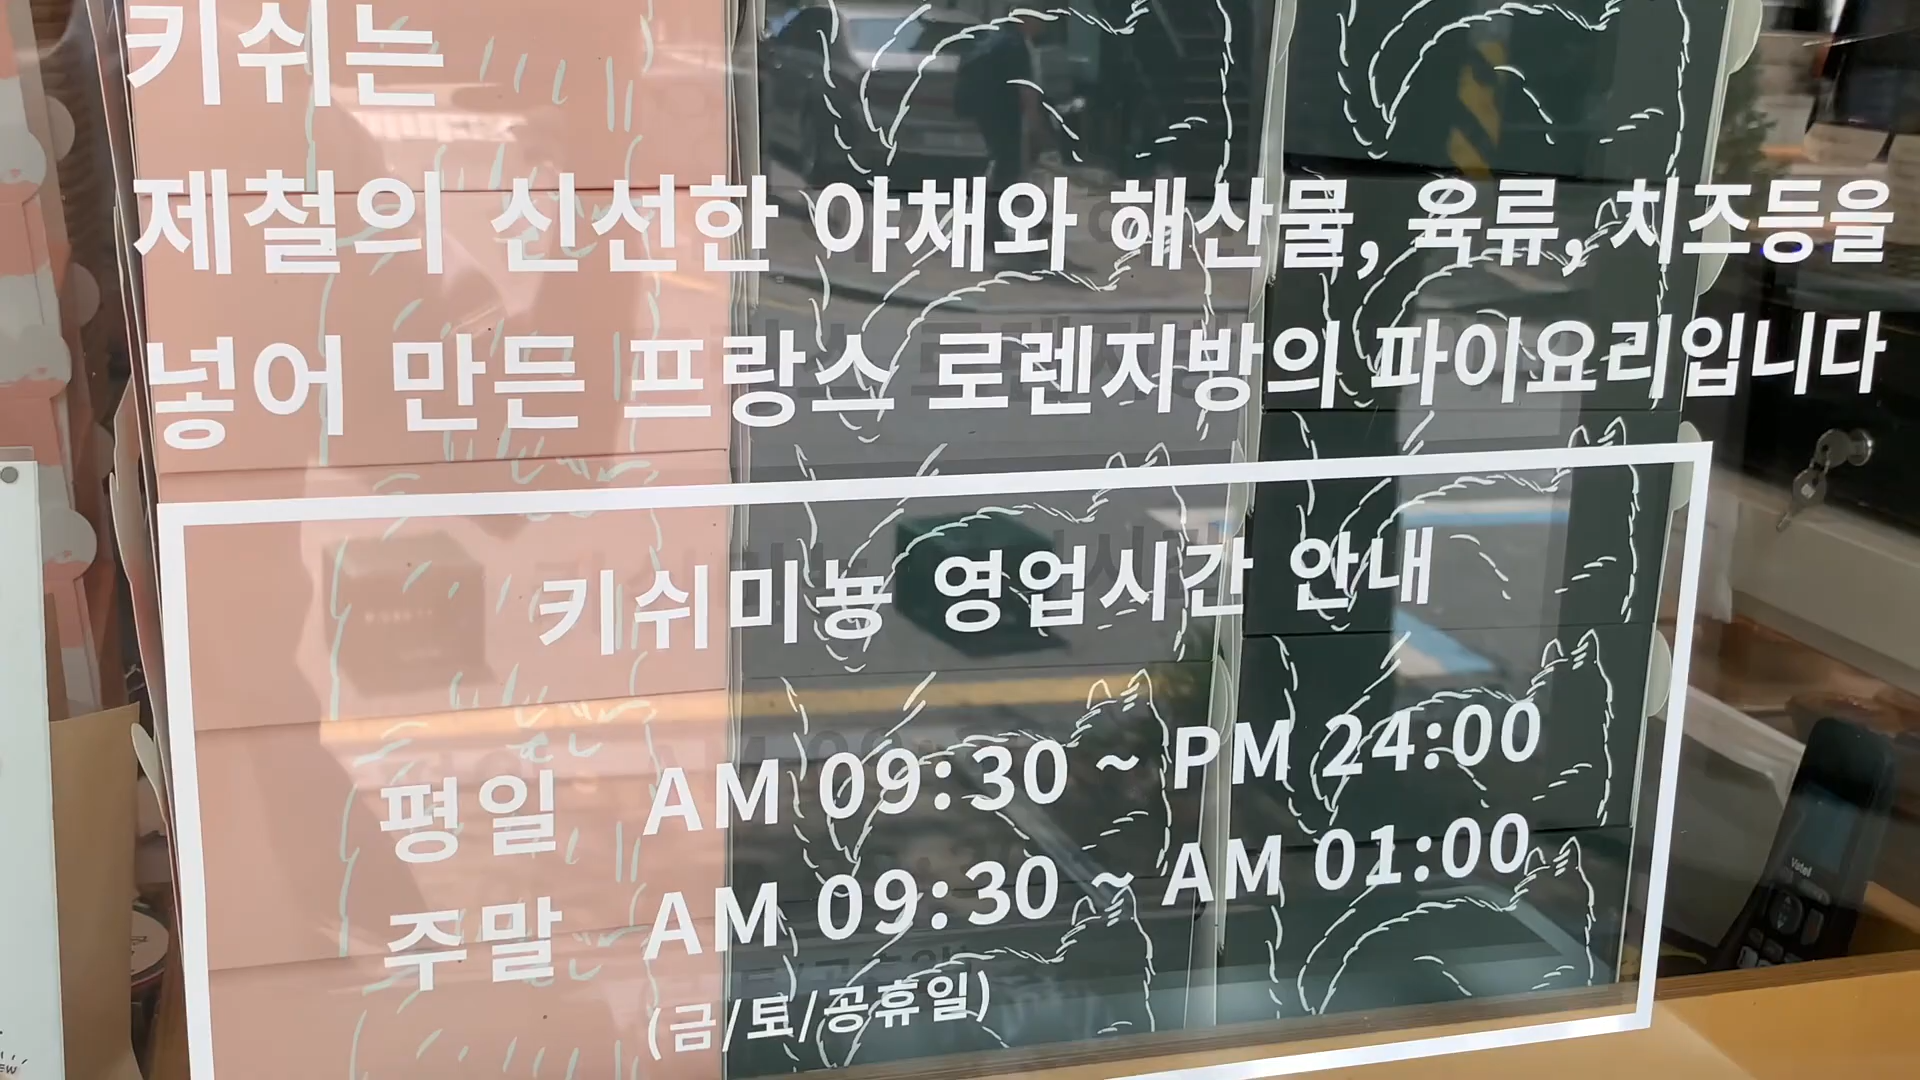 키쉬는
제철의 신선한 야채와 해산물, 육류, 치즈등을
넣어 만든 프랑스 로렌지방의 파이요리입니다
키쉬미뇽 영업시간 안내
평일 AM 09:30 ~ PM 24:00
주말 AM 09:30 ~ AM 01:00
(금/토/공휴일)
Vatel